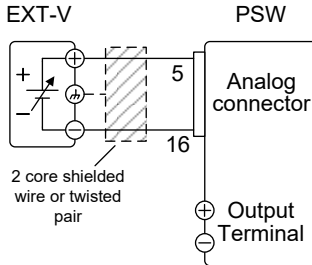 EXT-V
PSW
5
Analog
connector
16
2 core shielded
wire or twisted
pair
Output
Terminal